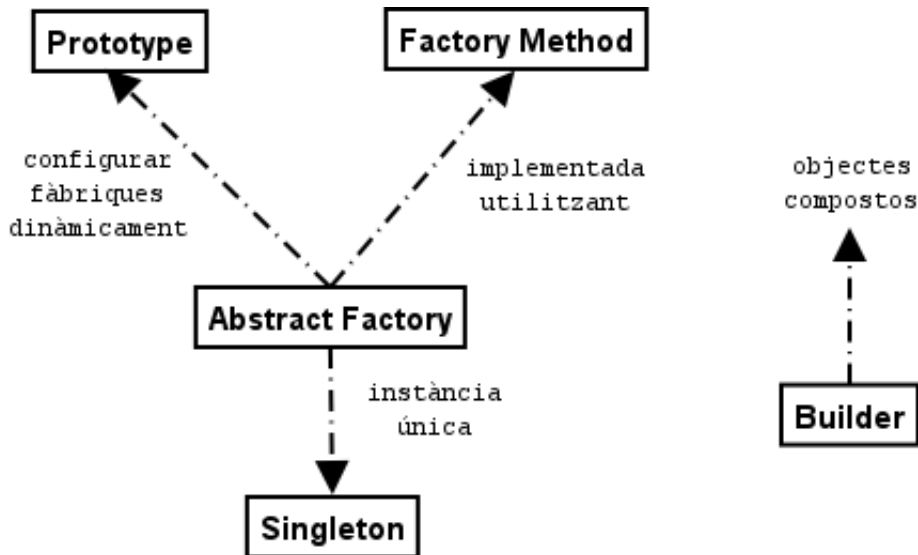 Prototype
Factory Method
configurar
fàbriques
dinàmicament
implementada
utilitzant
objectes
compostos
Abstract Factory
instància
única
Builder
Singleton